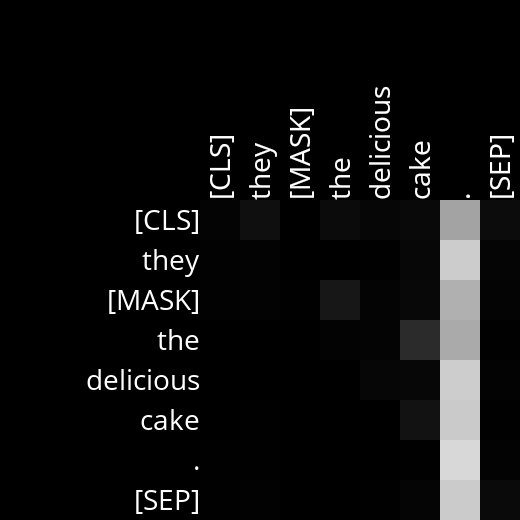 [CLS] they [MASK] the delicious cake . [SEP]
[CLS]
they
[MASK]
the
delicious
cake
.
[SEP]